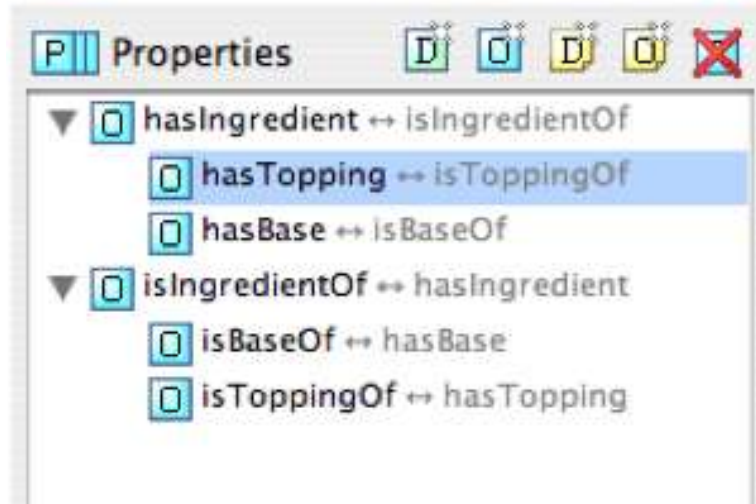 P Properties D O D O
O hasIngredient ↔ isIngredientOf
O hasTopping ↔ isToppingOf
O hasBase ↔ isBaseOf
O isIngredientOf ↔ hasIngredient
O isBaseOf ↔ hasBase
O isToppingOf ↔ hasTopping